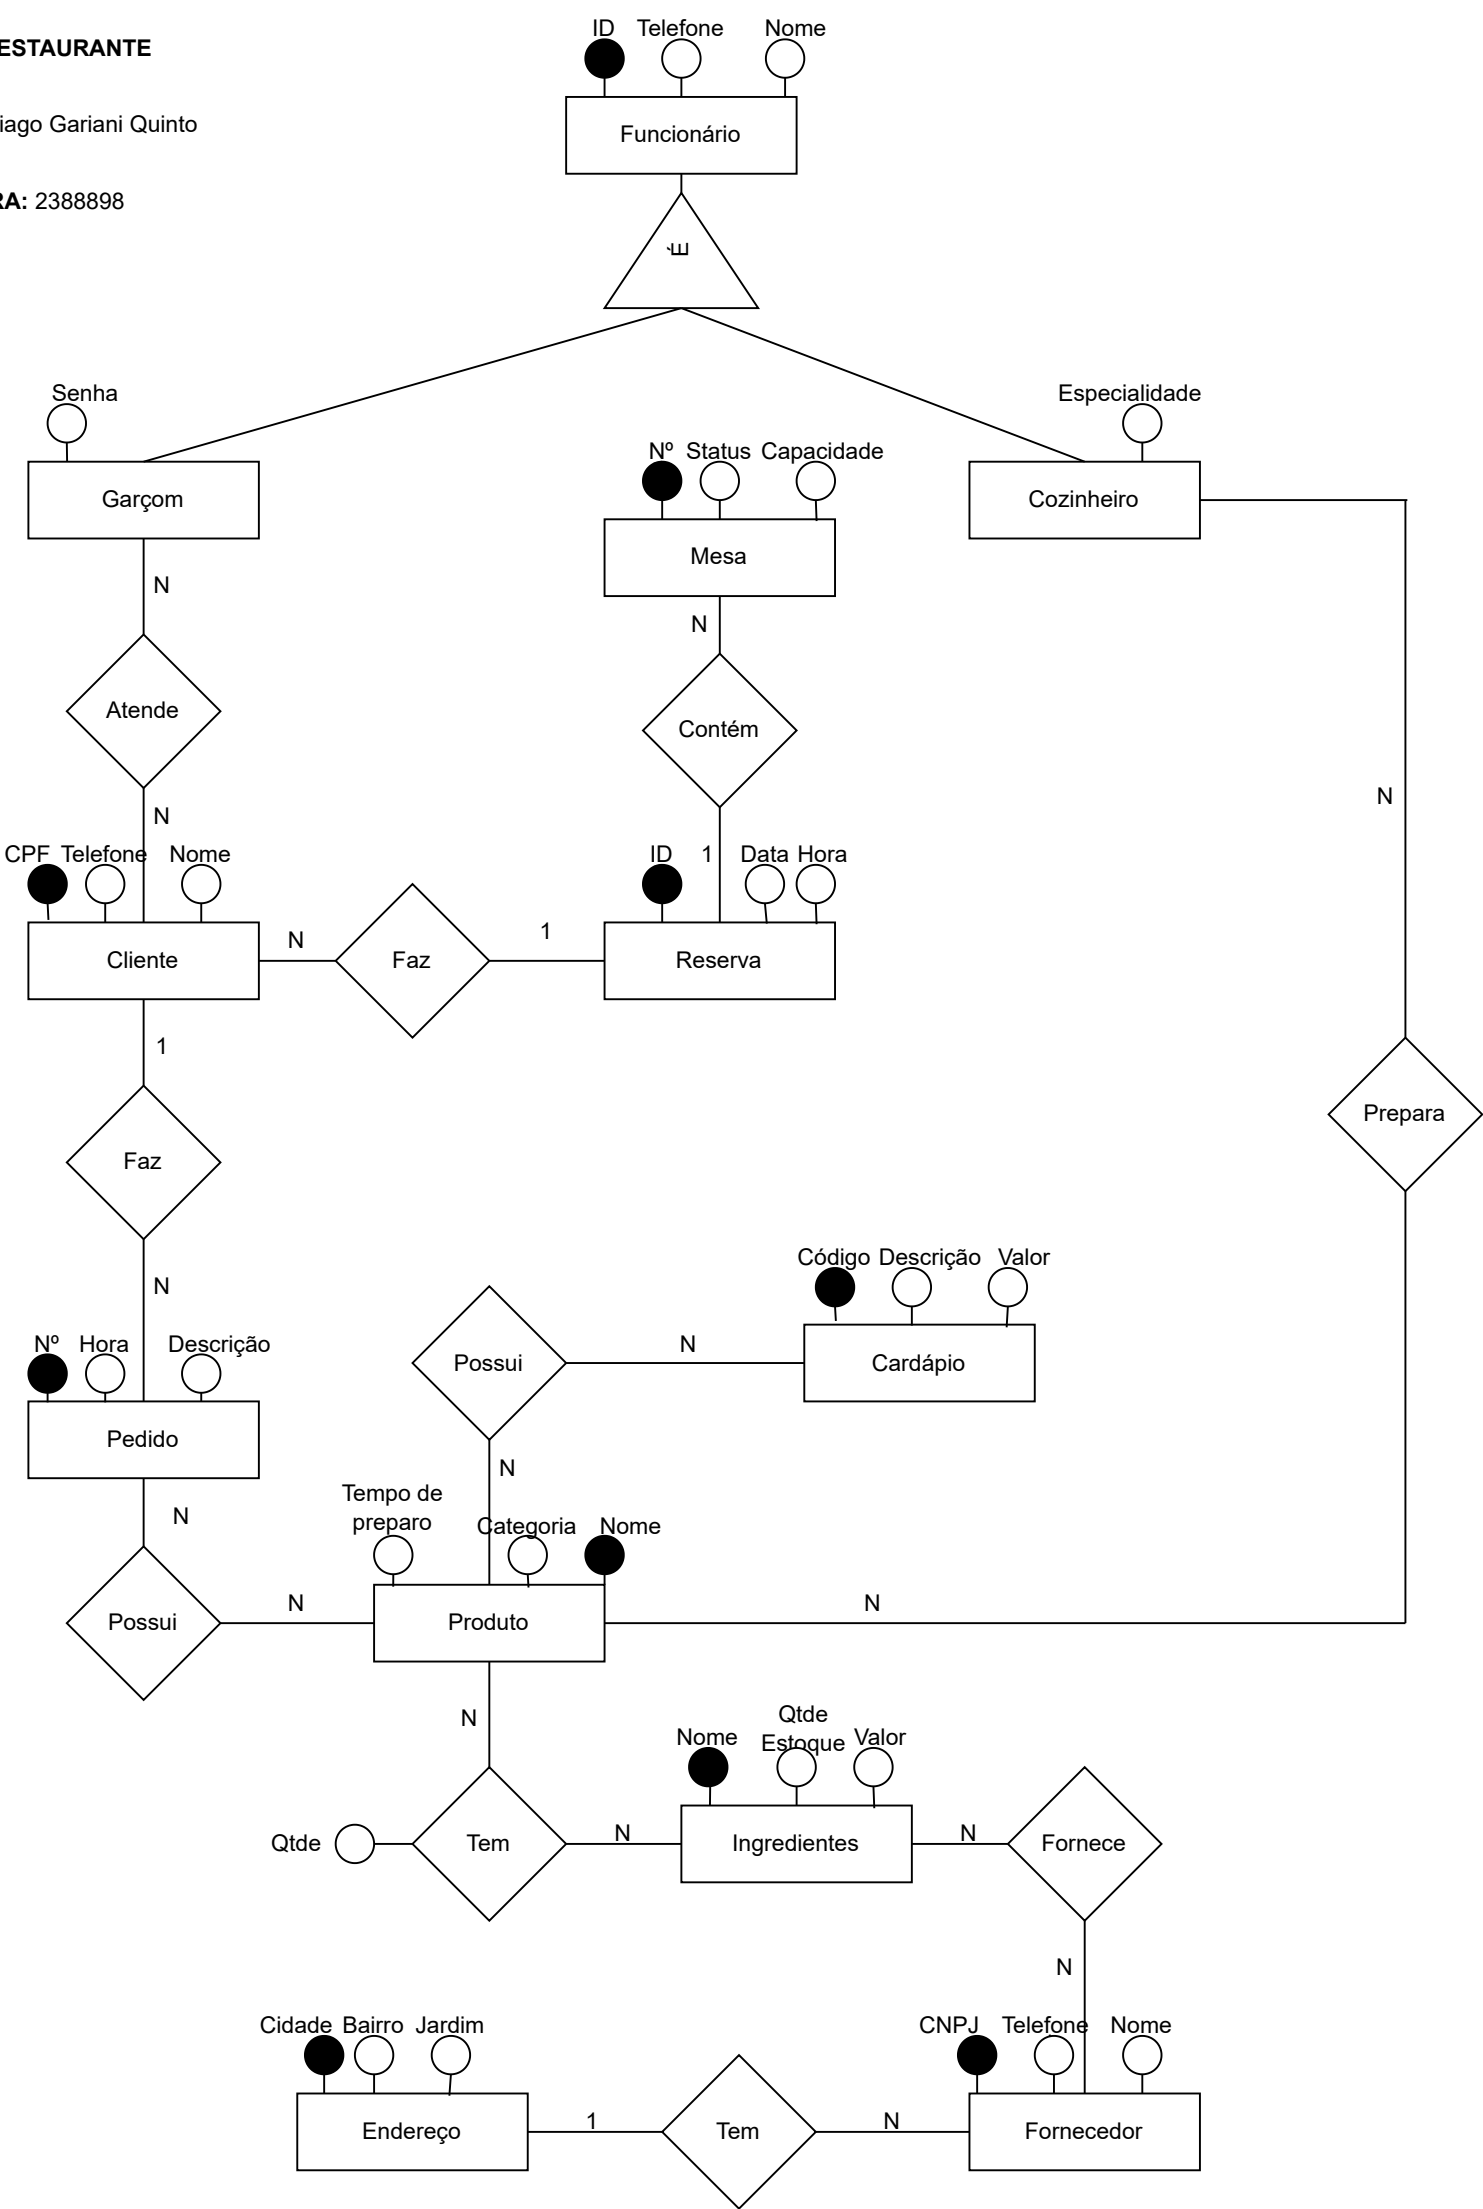 ESTAURANTE
iago Gariani Quinto
RA: 2388898
ID Telefone Nome
Funcionário
É
Senha
Garçom
Especialidade
Cozinheiro
Nº Status Capacidade
Mesa
N
N
Atende
Contém
N
N
CPF Telefone Nome
Cliente
N
Faz
1
ID 1 Data Hora
Reserva
1
Prepara
Faz
N
Código Descrição Valor
Cardápio
N
Possui
Nº Hora Descrição
Pedido
N
N
Tempo de
preparo
Categoria Nome
Possui
N
Produto
N
N
Nome
Qtde
Estoque
Valor
Qtde
Tem
N
Ingredientes
N
Fornece
N
Cidade Bairro Jardim
CNPJ Telefone Nome
Endereço
1
Tem
N
Fornecedor